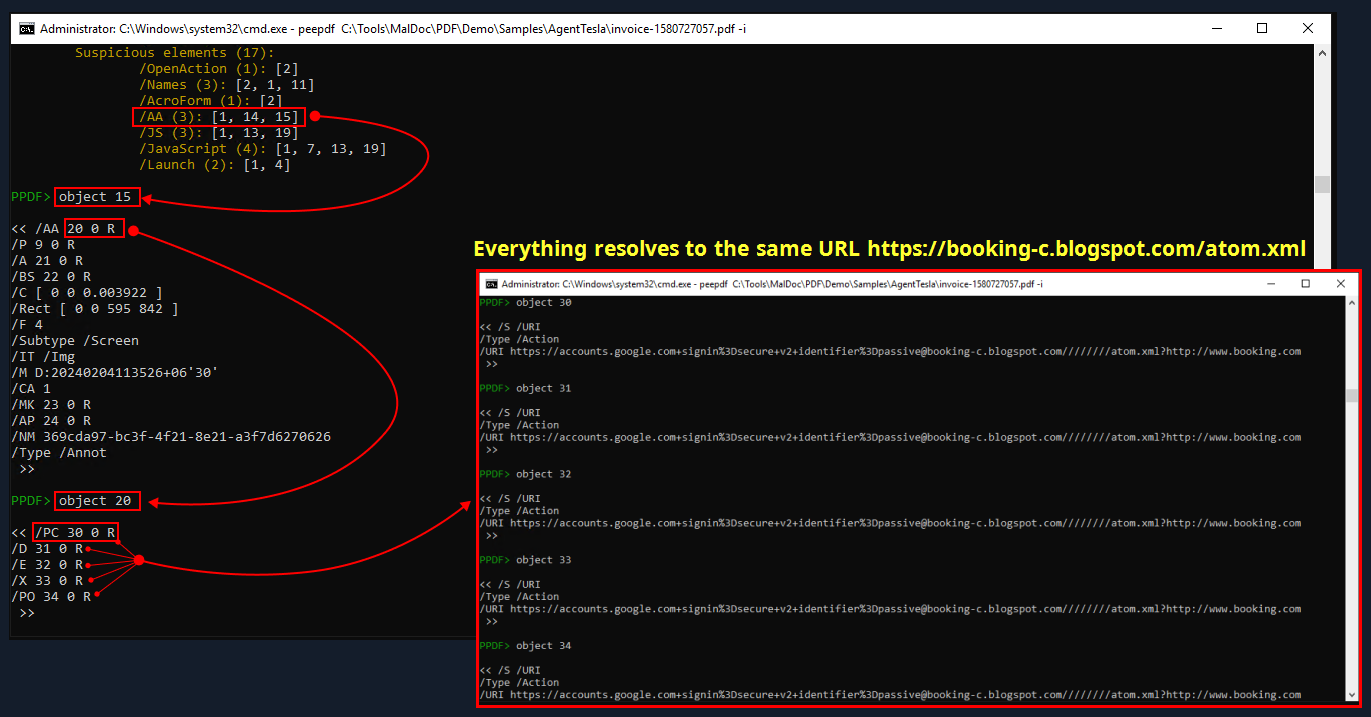 Administrator: C:\Windows\system32\cmd.exe - peepdf  C:\Tools\MalDoc\PDF\Demo\Samples\AgentTesla\invoice-1580727057.pdf -i
Suspicious elements (17):
/OpenAction (1): [2]
/Names (3): [2, 1, 11]
/AcroForm (1): [2]
/AA (3): [1, 14, 15]
/JS (3): [1, 13, 19]
/JavaScript (4): [1, 7, 13, 19]
/Launch (2): [1, 4]
PPDF> object 15
<< /AA 20 0 R
/P 9 0 R
/A 21 0 R
/BS 22 0 R
/C [ 0 0 0.003922 ]
/Rect [ 0 0 595 842 ]
/F 4
/Subtype /Screen
/IT /Img
/M D:20240204113526+06'30'
/CA 1
/MK 23 0 R
/AP 24 0 R
/NM 369cda97-bc3f-4f21-8e21-a3f7d6270626
/Type /Annot
>>
PPDF> object 20
<< /PC 30 0 R
/D 31 0 R
/E 32 0 R
/X 33 0 R
/PO 34 0 R
>>
Everything resolves to the same URL https://booking-c.blogspot.com/atom.xml
Administrator: C:\Windows\system32\cmd.exe - peepdf  C:\Tools\MalDoc\PDF\Demo\Samples\AgentTesla\invoice-1580727057.pdf -i
PPDF> object 30
<< /S /URI
/Type /Action
/URI https://accounts.google.com+signin%3Dsecure+v2+identifier%3Dpassive@booking-c.blogspot.com////////atom.xml?http://www.booking.com
>>
PPDF> object 31
<< /S /URI
/Type /Action
/URI https://accounts.google.com+signin%3Dsecure+v2+identifier%3Dpassive@booking-c.blogspot.com////////atom.xml?http://www.booking.com
>>
PPDF> object 32
<< /S /URI
/Type /Action
/URI https://accounts.google.com+signin%3Dsecure+v2+identifier%3Dpassive@booking-c.blogspot.com////////atom.xml?http://www.booking.com
>>
PPDF> object 33
<< /S /URI
/Type /Action
/URI https://accounts.google.com+signin%3Dsecure+v2+identifier%3Dpassive@booking-c.blogspot.com////////atom.xml?http://www.booking.com
>>
PPDF> object 34
<< /S /URI
/Type /Action
/URI https://accounts.google.com+signin%3Dsecure+v2+identifier%3Dpassive@booking-c.blogspot.com////////atom.xml?http://www.booking.com